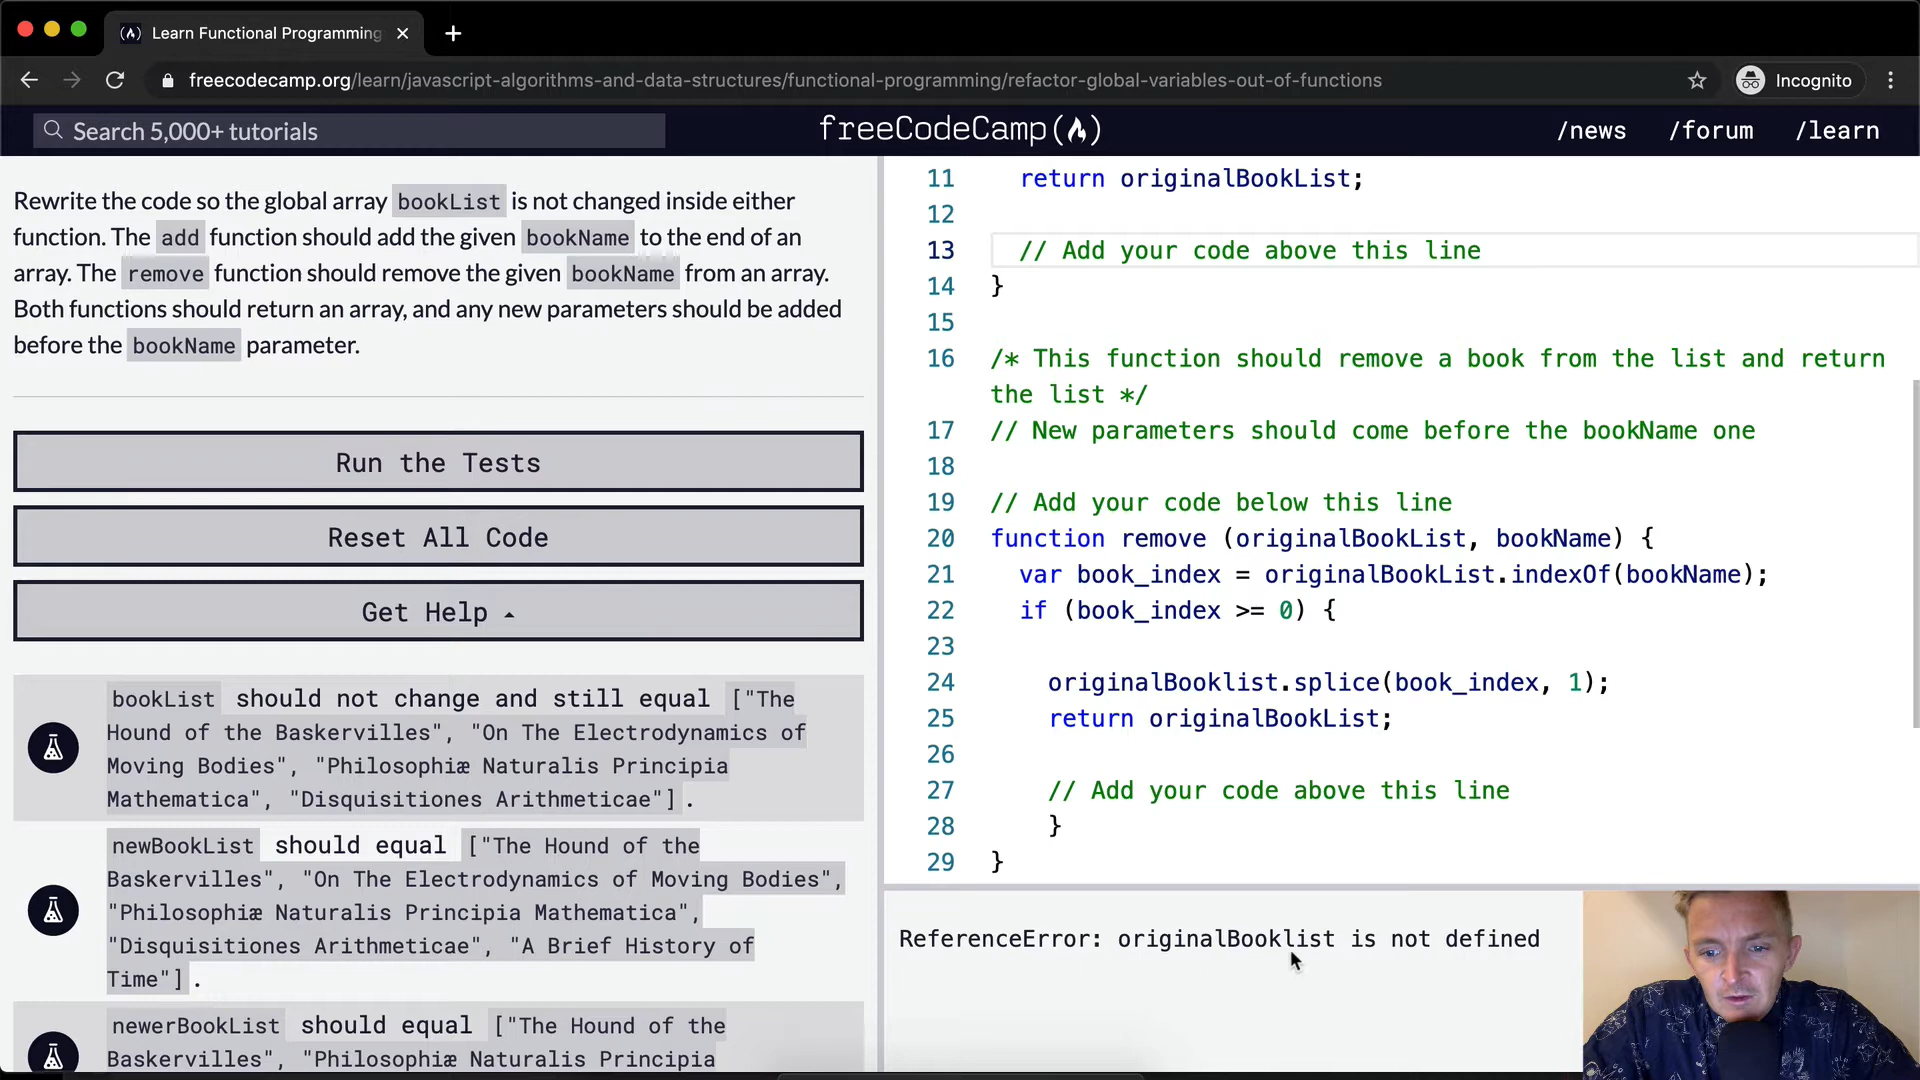 Learn Functional Programming
freecodecamp.org/learn/javascript-algorithms-and-data-structures/functional-programming/refactor-global-variables-out-of-functions
Incognito
Search 5,000+ tutorials
freeCodeCamp
/news /forum /learn
Rewrite the code so the global array bookList is not changed inside either
function. The add function should add the given bookName to the end of an
array. The remove function should remove the given bookName from an array.
Both functions should return an array, and any new parameters should be added
before the bookName parameter.
Run the Tests
Reset All Code
Get Help
bookList should not change and still equal ["The
Hound of the Baskervilles", "On The Electrodynamics of
Moving Bodies", "Philosophiæ Naturalis Principia
Mathematica", "Disquisitiones Arithmeticae"] .
newBookList should equal ["The Hound of the
Baskervilles", "On The Electrodynamics of Moving Bodies",
"Philosophiæ Naturalis Principia Mathematica",
"Disquisitiones Arithmeticae", "A Brief History of
Time"] .
newerBookList should equal ["The Hound of the
Baskervilles", "Philosophiæ Naturalis Principia
11 return originalBookList;
12
13 // Add your code above this line
14 }
15
16 /* This function should remove a book from the list and return
the list */
17 // New parameters should come before the bookName one
18
19 // Add your code below this line
20 function remove (originalBookList, bookName) {
21 var book_index = originalBookList.indexOf(bookName);
22 if (book_index >= 0) {
23
24 originalBooklist.splice(book_index, 1);
25 return originalBookList;
26
27 // Add your code above this line
28 }
29 }
ReferenceError: originalBooklist is not defined